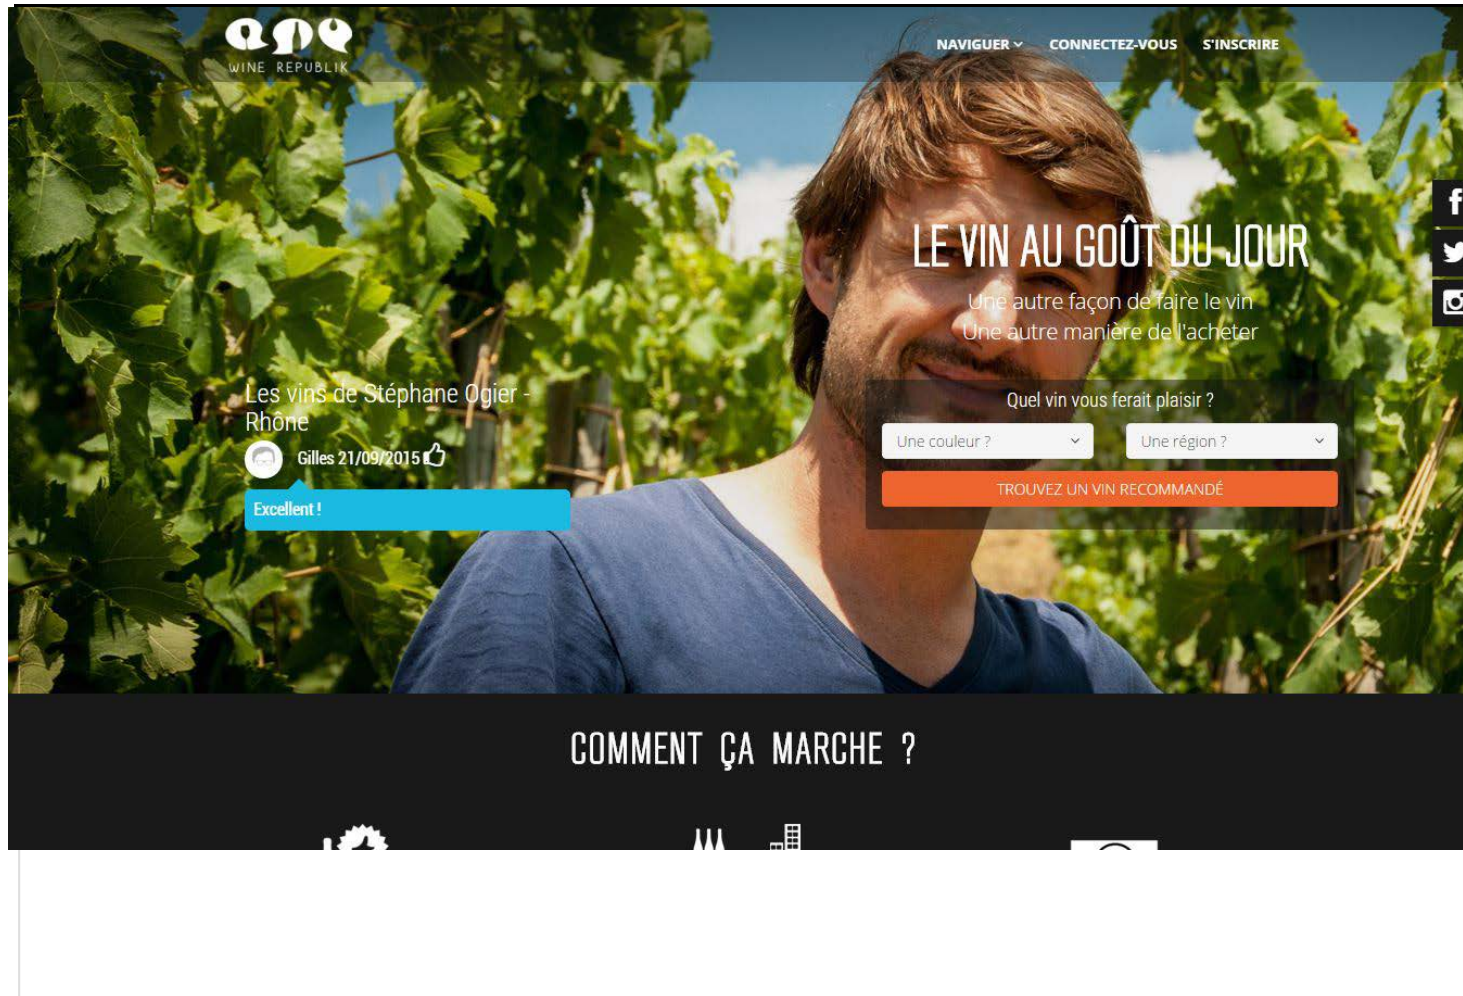 WINE REPUBLIK
NAVIGUER
CONNECTEZ-VOUS
S'INSCRIRE
LE VIN AU GOÛT DU JOUR
Une autre façon de faire le vin
Une autre manière de l'acheter
Les vins de Stéphane Ogier -
Rhône
Gilles 21/09/2015
Excellent !
Quel vin vous ferait plaisir ?
Une couleur ?
Une région ?
TROUVEZ UN VIN RECOMMANDÉ
COMMENT ÇA MARCHE ?